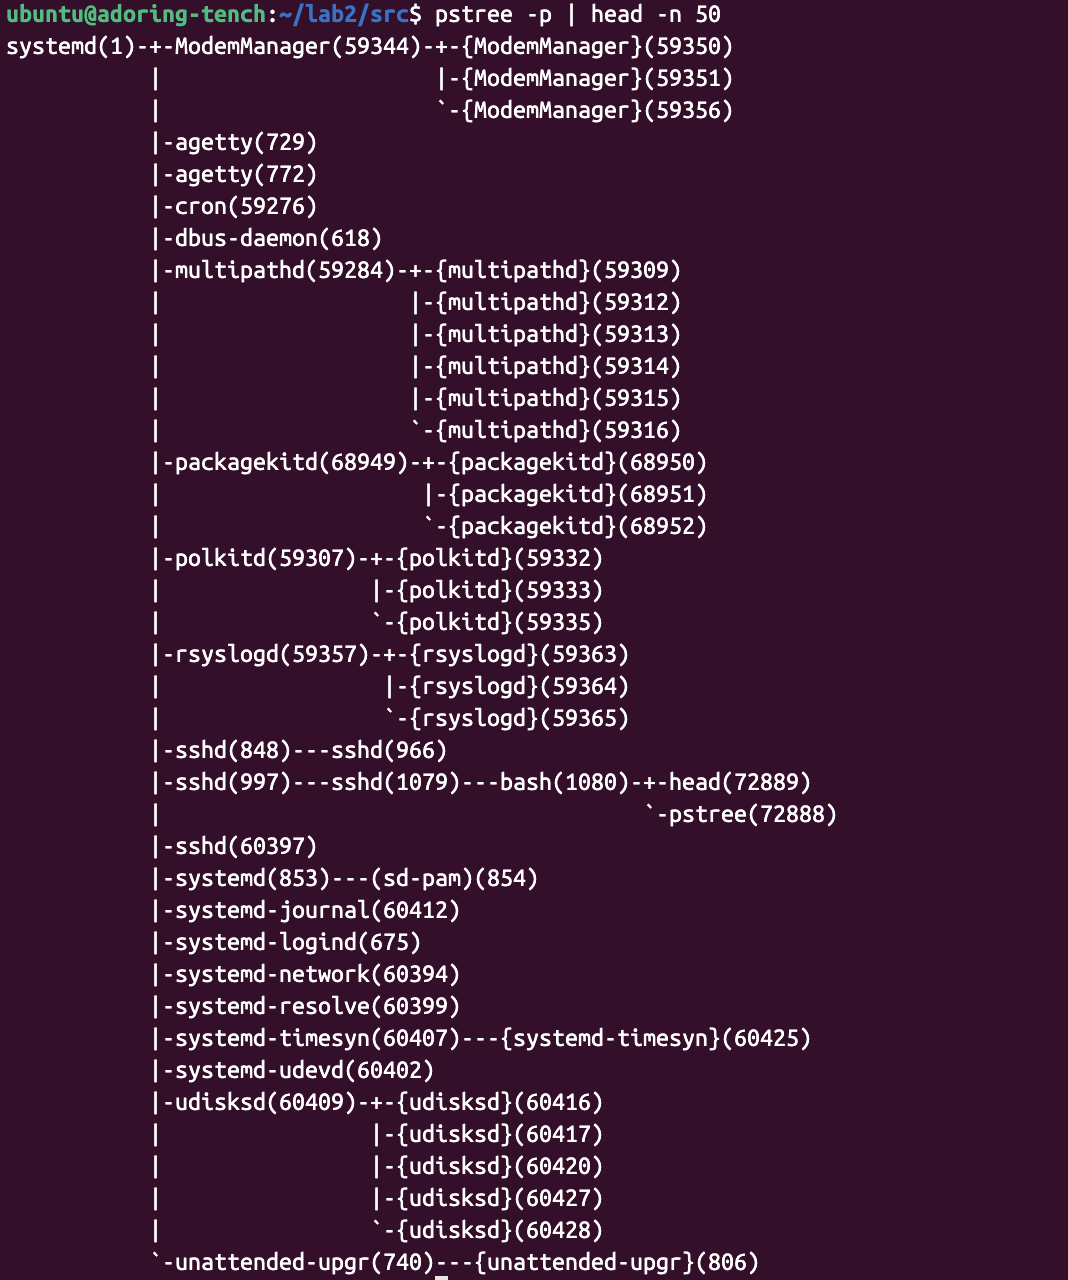 ubuntu@adoring-tench:~/lab2/src$ pstree -p | head -n 50
systemd(1)-+-ModemManager(59344)-+-{ModemManager}(59350)
           |                     |-{ModemManager}(59351)
           |                     `-{ModemManager}(59356)
           |-agetty(729)
           |-agetty(772)
           |-cron(59276)
           |-dbus-daemon(618)
           |-multipathd(59284)-+-{multipathd}(59309)
           |                   |-{multipathd}(59312)
           |                   |-{multipathd}(59313)
           |                   |-{multipathd}(59314)
           |                   |-{multipathd}(59315)
           |                   `-{multipathd}(59316)
           |-packagekitd(68949)-+-{packagekitd}(68950)
           |                    |-{packagekitd}(68951)
           |                    `-{packagekitd}(68952)
           |-polkitd(59307)-+-{polkitd}(59332)
           |                |-{polkitd}(59333)
           |                `-{polkitd}(59335)
           |-rsyslogd(59357)-+-{rsyslogd}(59363)
           |                 |-{rsyslogd}(59364)
           |                 `-{rsyslogd}(59365)
           |-sshd(848)---sshd(966)
           |-sshd(997)---sshd(1079)---bash(1080)-+-head(72889)
           |                                     `-pstree(72888)
           |-sshd(60397)
           |-systemd(853)---(sd-pam)(854)
           |-systemd-journal(60412)
           |-systemd-logind(675)
           |-systemd-network(60394)
           |-systemd-resolve(60399)
           |-systemd-timesyn(60407)---{systemd-timesyn}(60425)
           |-systemd-udevd(60402)
           |-udisksd(60409)-+-{udisksd}(60416)
           |                |-{udisksd}(60417)
           |                |-{udisksd}(60420)
           |                |-{udisksd}(60427)
           |                `-{udisksd}(60428)
           `-unattended-upgr(740)---{unattended-upgr}(806)